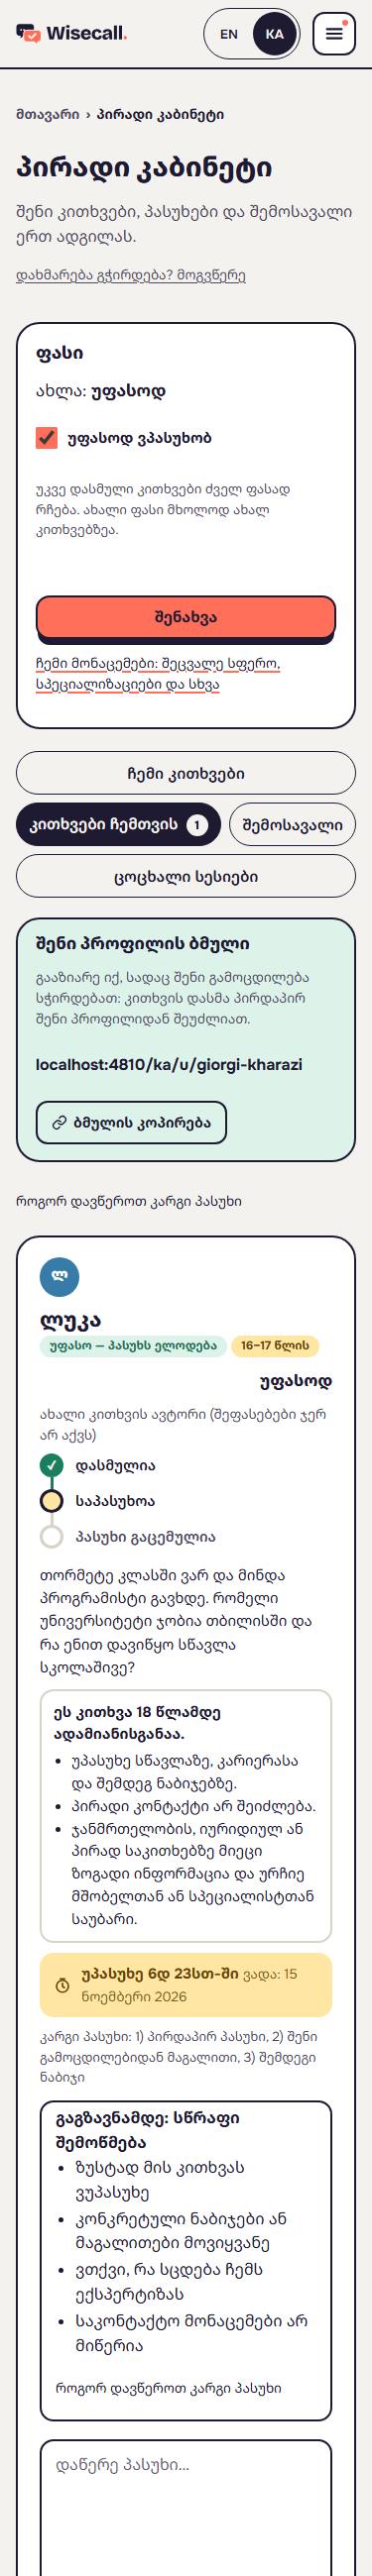 Wisecall.
EN
KA
მთავარი › პირადი კაბინეტი
პირადი კაბინეტი
შენი კითხვები, პასუხები და შემოსავალი
ერთ ადგილას.
დახმარება გჭირდება? მოგვწერე
ფასი
ახლა: უფასოდ
უფასოდ ვპასუხობ
უკვე დასმული კითხვები ძველ ფასად
რჩება. ახალი ფასი მხოლოდ ახალ
კითხვებზეა.
შენახვა
ჩემი მონაცემები: შეცვალე სფერო,
სპეციალიზაციები და სხვა
ჩემი კითხვები
კითხვები ჩემთვის 1
შემოსავალი
ცოცხალი სესიები
შენი პროფილის ბმული
გააზიარე იქ, სადაც შენი გამოცდილება
სჭირდებათ: კითხვის დასმა პირდაპირ
შენი პროფილიდან შეუძლიათ.
localhost:4810/ka/u/giorgi-kharazi
ბმულის კოპირება
როგორ დავწეროთ კარგი პასუხი
ლ
ლუკა
უფასო — პასუხს ელოდება
16–17 წლის
უფასოდ
ახალი კითხვის ავტორი (შეფასებები ჯერ
არ აქვს)
დასმულია
საპასუხოა
პასუხი გაცემულია
თორმეტე კლასში ვარ და მინდა
პროგრამისტი გავხდე. რომელი
უნივერსიტეტი ჯობია თბილისში და
რა ენით დავიწყო სწავლა
სკოლაშივე?
ეს კითხვა 18 წლამდე
ადამიანისგანაა.
• უპასუხე სწავლაზე, კარიერასა
და შემდეგ ნაბიჯებზე.
• პირადი კონტაქტი არ შეიძლება.
• ჯანმრთელობის, იურიდიულ ან
პირად საკითხებზე მიეცი
ზოგადი ინფორმაცია და ურჩიე
მშობელთან ან სპეციალისტთან
საუბარი.
უპასუხე 6დ 23სთ-ში ვადა: 15
ნოემბერი 2026
კარგი პასუხი: 1) პირდაპირ პასუხი, 2) შენი
გამოცდილებიდან მაგალითი, 3) შემდეგი
ნაბიჯი
გაგზავნამდე: სწრაფი
შემოწმება
• ზუსტად მის კითხვას
ვუპასუხე
• კონკრეტული ნაბიჯები ან
მაგალითები მოვიყვანე
• ვთქვი, რა სცდება ჩემს
ექსპერტიზას
• საკონტაქტო მონაცემები არ
მიწერია
როგორ დავწეროთ კარგი პასუხი
დაწერე პასუხი...